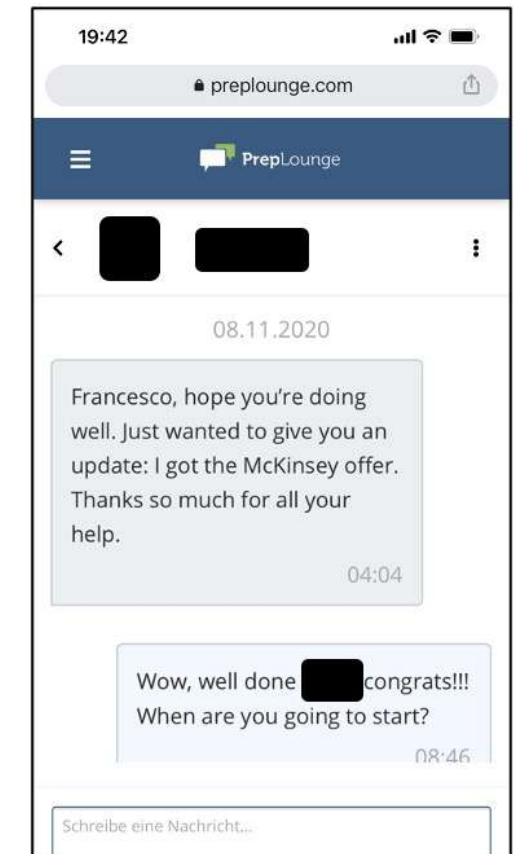 19:42
preplounge.com
PrepLounge
08.11.2020
Francesco, hope you're doing
well. Just wanted to give you an
update: I got the McKinsey offer.
Thanks so much for all your
help.
04:04
Wow, well done congrats!!!
When are you going to start?
08:46
Schreibe eine Nachricht...